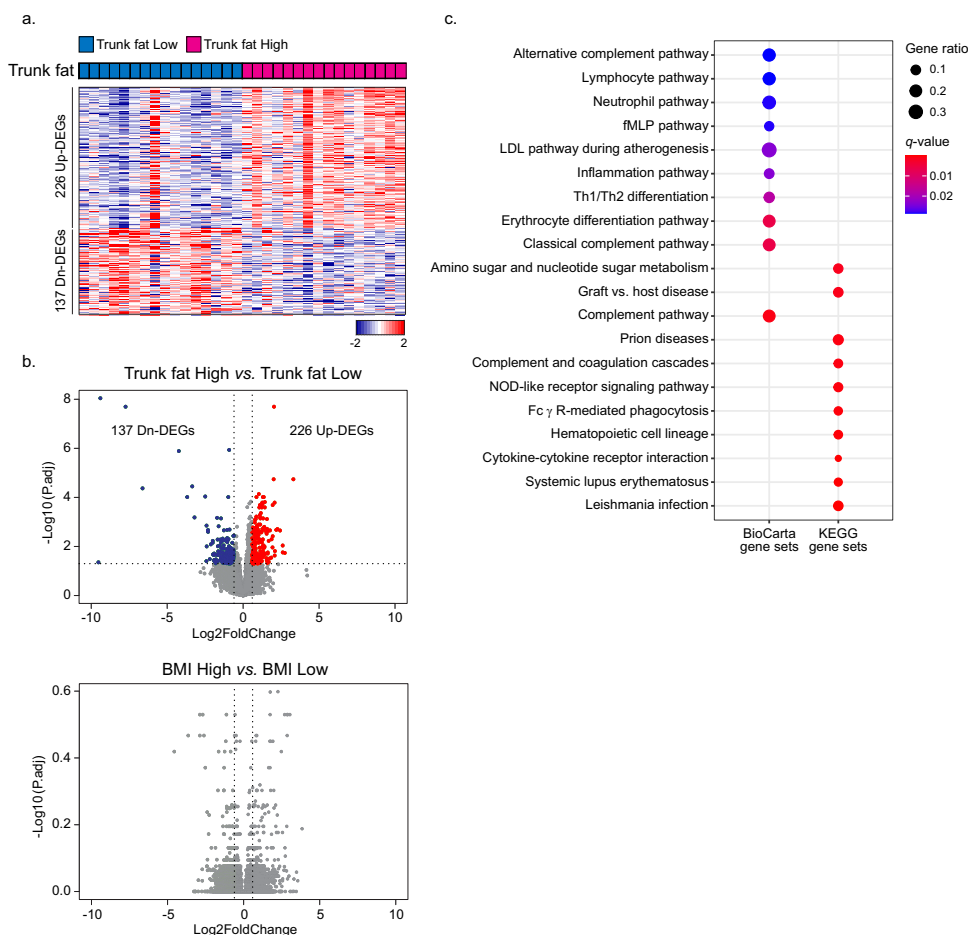 a.
Trunk fat Low Trunk fat High
Trunk fat
226 Up-DEGs
137 Dn-DEGs
-2 2
b.
Trunk fat High vs. Trunk fat Low
137 Dn-DEGs 226 Up-DEGs
8
6
4
2
0
-Log10 (P.adj)
-10 -5 0 5 10
Log2FoldChange
BMI High vs. BMI Low
0.6
0.4
0.2
0.0
-Log10 (P.adj)
-10 -5 0 5 10
Log2FoldChange
c.
Alternative complement pathway
Lymphocyte pathway
Neutrophil pathway
fMLP pathway
LDL pathway during atherogenesis
Inflammation pathway
Th1/Th2 differentiation
Erythrocyte differentiation pathway
Classical complement pathway
Amino sugar and nucleotide sugar metabolism
Graft vs. host disease
Complement pathway
Prion diseases
Complement and coagulation cascades
NOD-like receptor signaling pathway
Fc γ R-mediated phagocytosis
Hematopoietic cell lineage
Cytokine-cytokine receptor interaction
Systemic lupus erythematosus
Leishmania infection
BioCarta KEGG
gene sets gene sets
Gene ratio
0.1
0.2
0.3
q-value
0.01
0.02